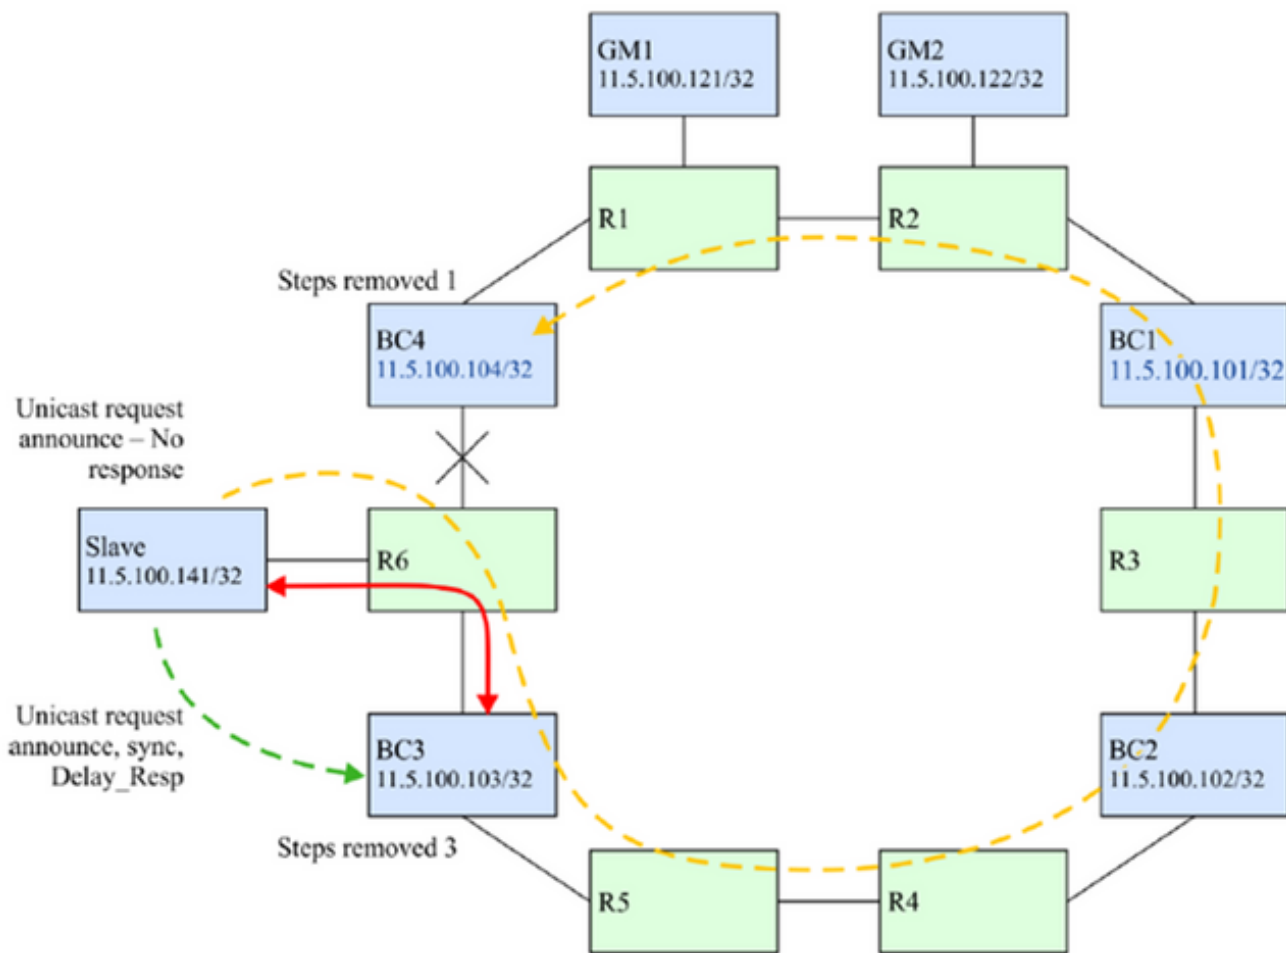 GM1
11.5.100.121/32
GM2
11.5.100.122/32
R1
R2
Steps removed 1
BC4
11.5.100.104/32
BC1
11.5.100.101/32
Unicast request
announce – No
response
Slave
11.5.100.141/32
R6
R3
Unicast request
announce, sync,
Delay_Resp
BC3
11.5.100.103/32
BC2
11.5.100.102/32
Steps removed 3
R5
R4